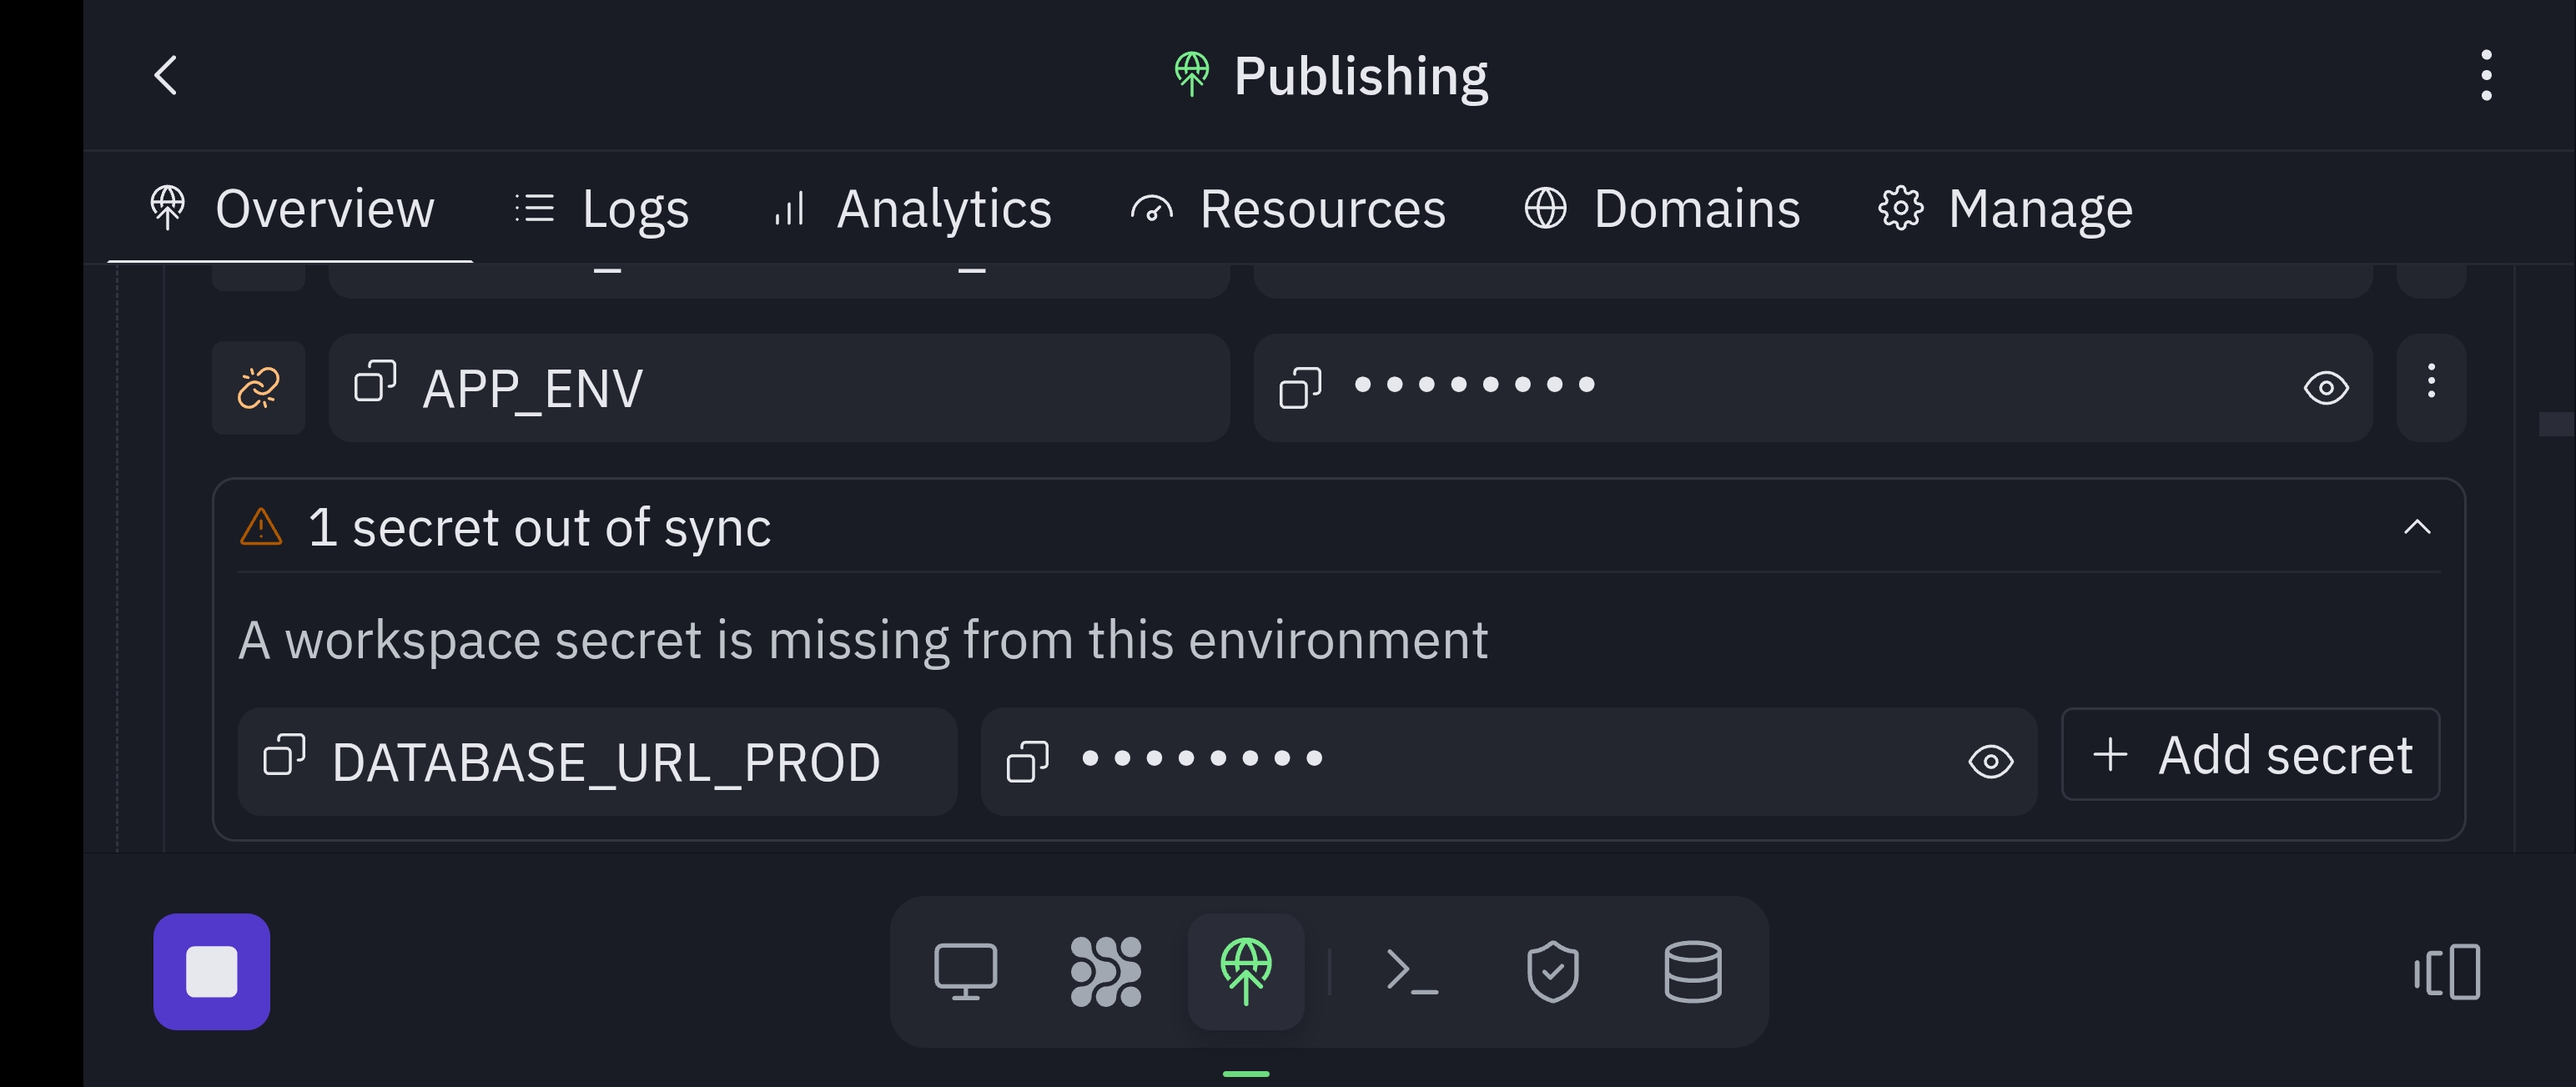 Publishing
Overview Logs Analytics Resources Domains Manage
APP_ENV ••••••••
1 secret out of sync
A workspace secret is missing from this environment
DATABASE_URL_PROD •••••••• Add secret